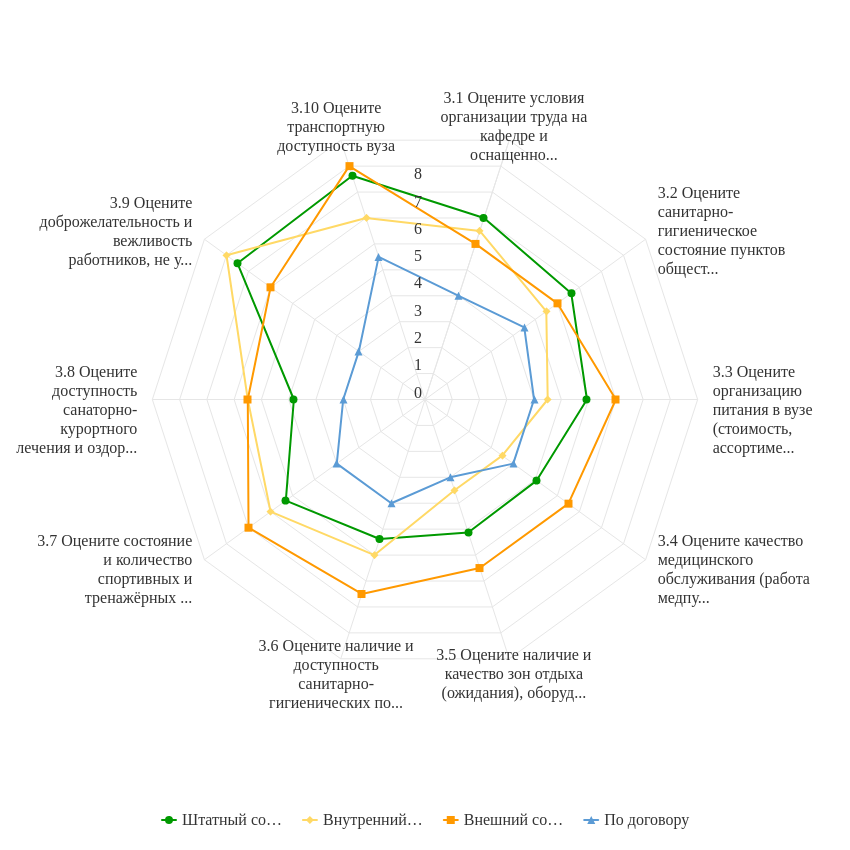 3.10 Оцените
транспортную
доступность вуза
3.1 Оцените условия
организации труда на
кафедре и
оснащенно...
3.2 Оцените
санитарно-
гигиеническое
состояние пунктов
общест...
3.3 Оцените
организацию
питания в вузе
(стоимость,
ассортиме...
3.4 Оцените качество
медицинского
обслуживания (работа
медпу...
3.5 Оцените наличие и
качество зон отдыха
(ожидания), оборуд...
3.6 Оцените наличие и
доступность
санитарно-
гигиенических по...
3.7 Оцените состояние
и количество
спортивных и
тренажёрных ...
3.8 Оцените
доступность
санаторно-
курортного
лечения и оздор...
3.9 Оцените
доброжелательность и
вежливость
работников, не у...
8
7
6
5
4
3
2
1
0
Штатный со…
Внутренний…
Внешний со…
По договору